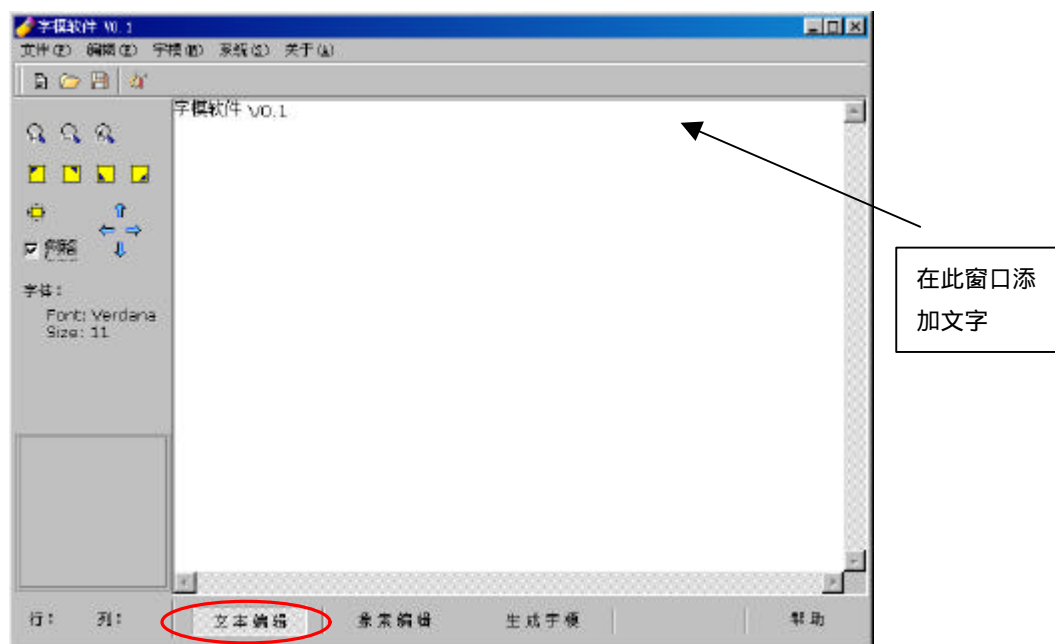 字模软件 V0.1
文件(F) 编辑(E) 字模(M) 系统(S) 关于(A)
字模软件 V0.1
字体:
Font: Verdana
Size: 11
在此窗口添
加文字
行: 列: 文本编辑 象素编辑 生成字模 帮助